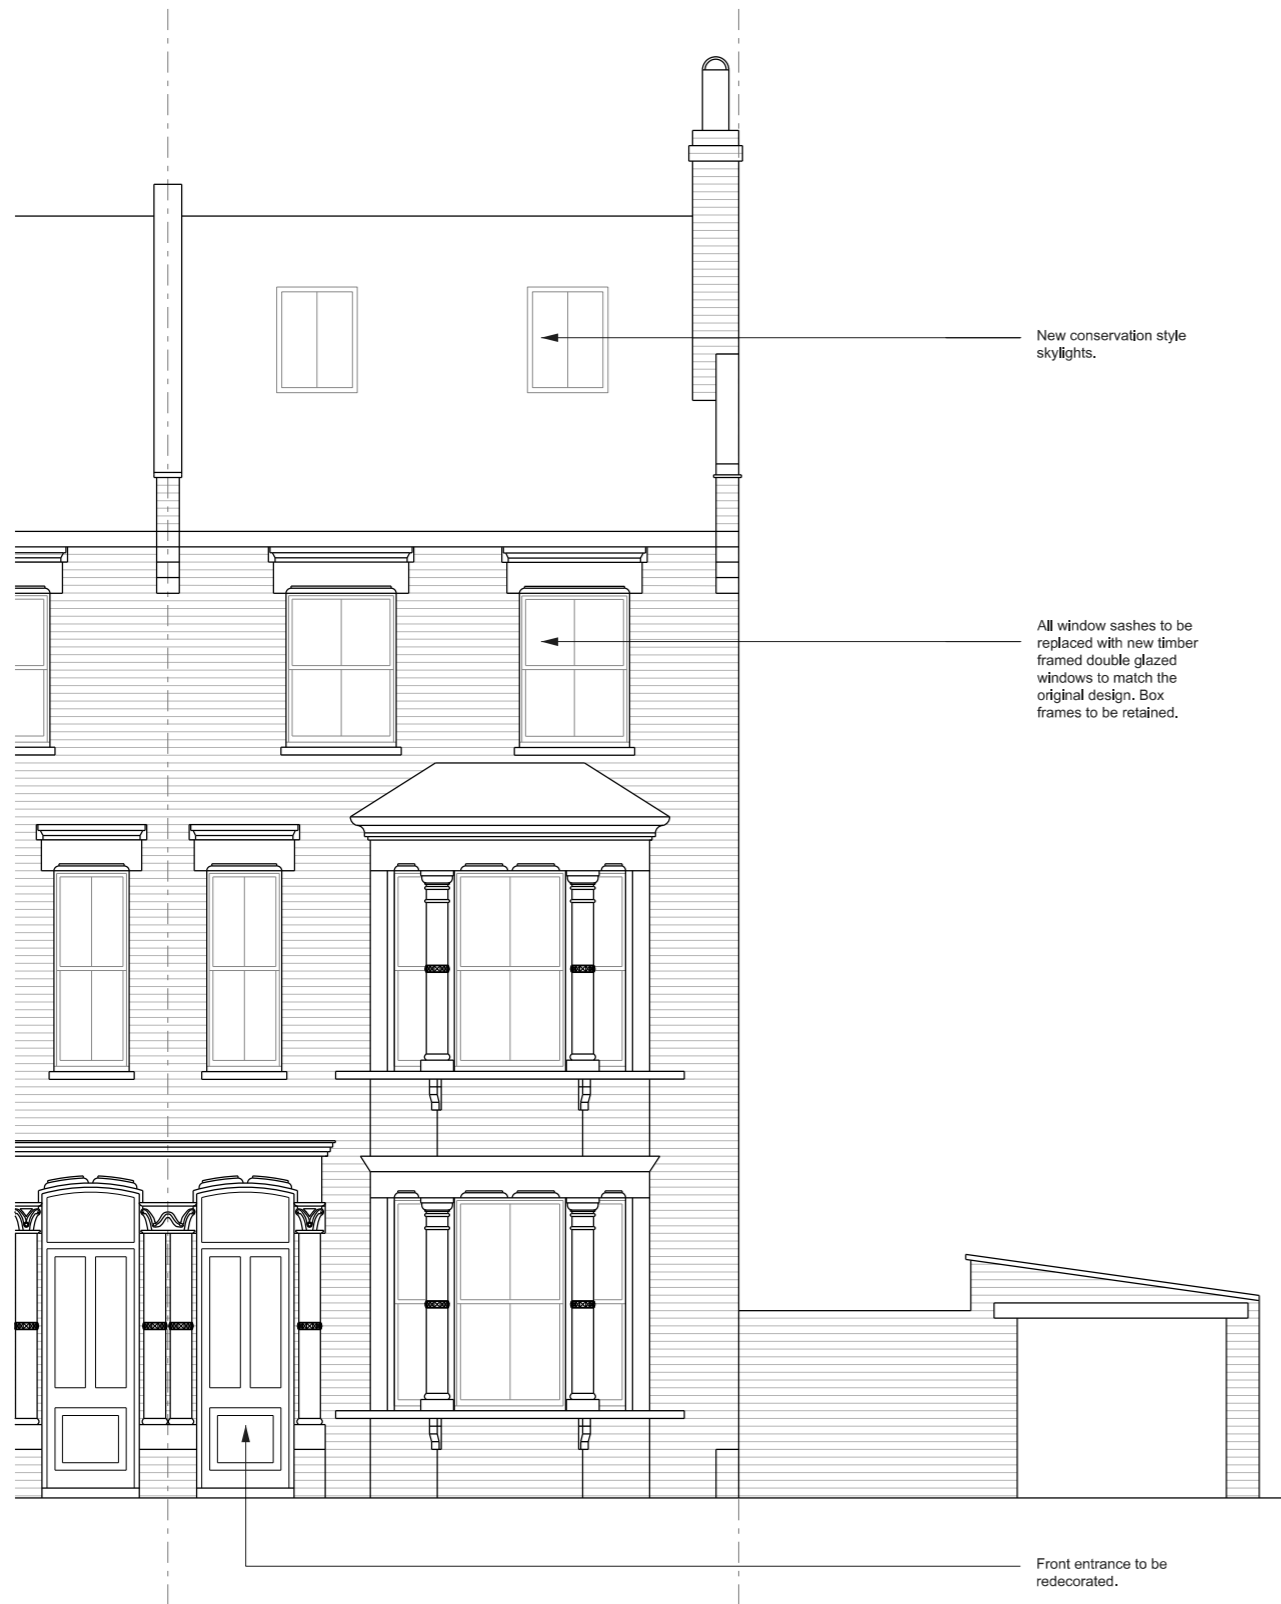 New conservation style
skylights.
All window sashes to be
replaced with new timber
framed double glazed
windows to match the
original design. Box
frames to be retained.
Front entrance to be
redecorated.